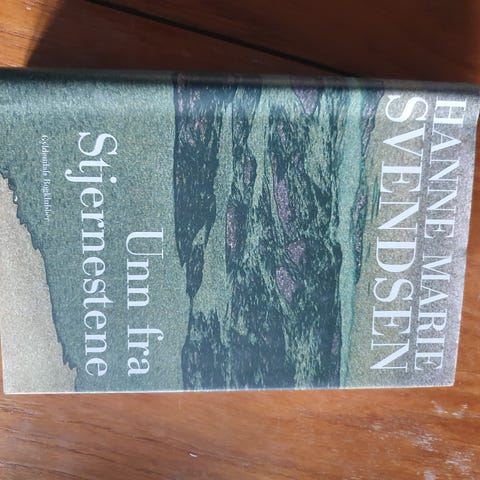 HANNE MARIE
SVENDSEN
Unn fra
Stjernestene
Gyldendals Bogklubber